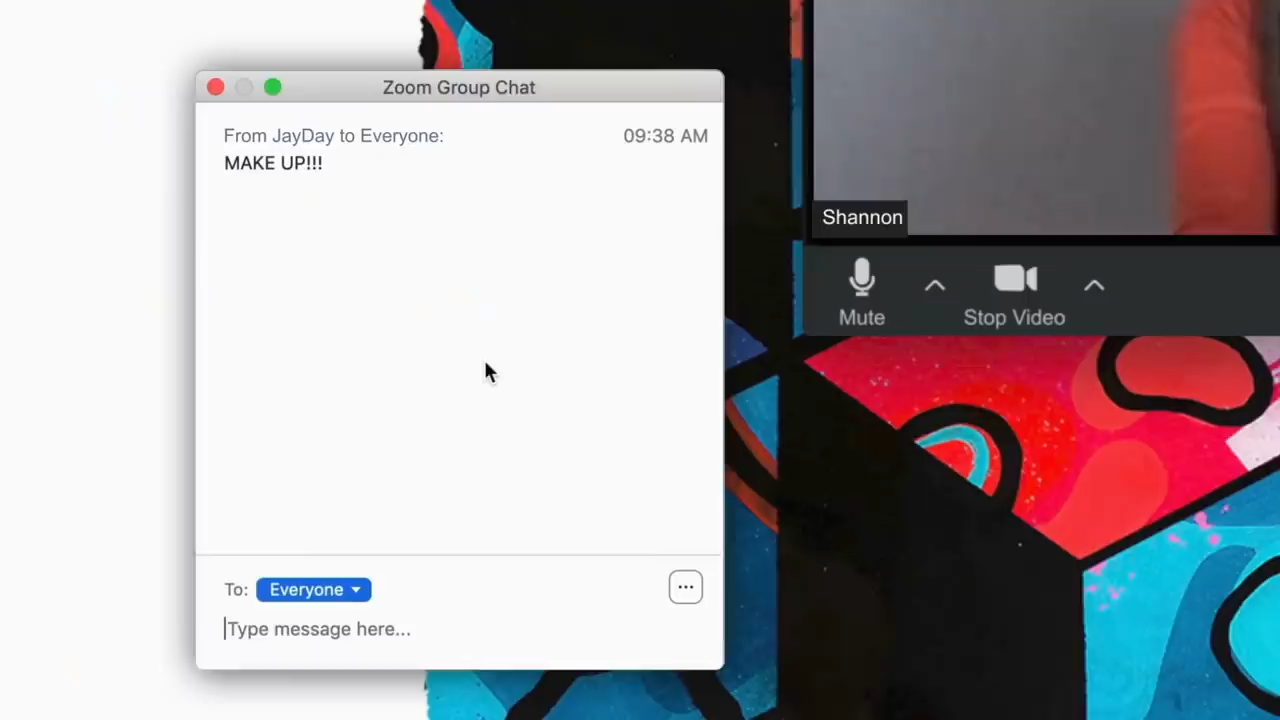 Zoom Group Chat
From JayDay to Everyone:
09:38 AM
MAKE UP!!!
To: Everyone
Type message here...
Shannon
Mute
Stop Video